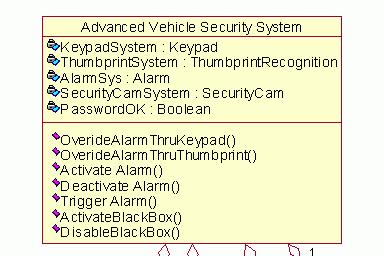 Advanced Vehicle Security System
KeypadSystem : Keypad
ThumbprintSystem : ThumbprintRecognition
AlarmSys : Alarm
SecurityCamSystem : SecurityCam
PasswordOK : Boolean
OverideAlarmThruKeypad()
OverideAlarmThruThumbprint()
Activate Alarm()
Deactivate Alarm()
Trigger Alarm()
ActivateBlackBox()
DisableBlackBox()
1